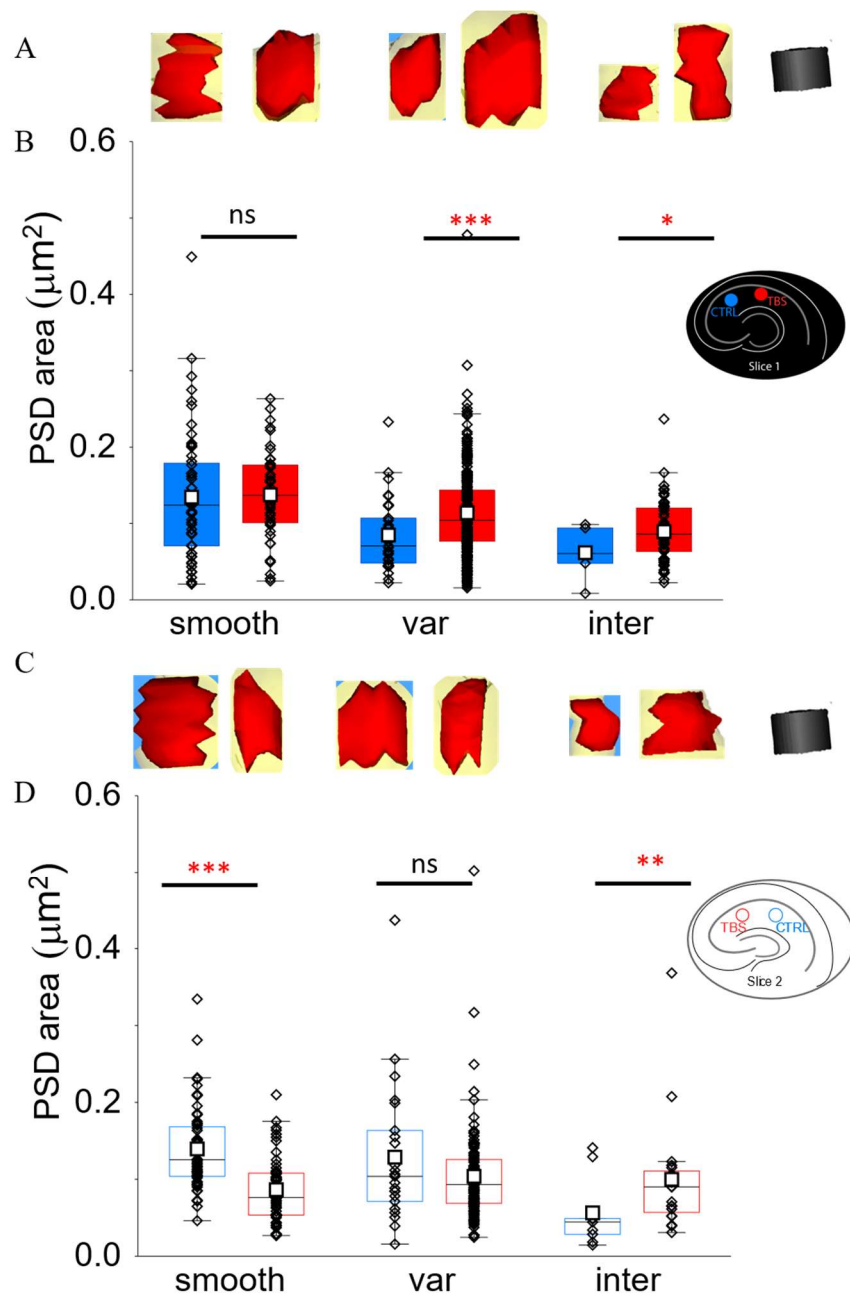 A
B
0.6
ns
***
*
0.4
CTRL
TBS
Slice 1
PSD area (μm²)
0.2
0.0
smooth var inter
C
D
0.6
***
ns
**
0.4
TBS
CTRL
Slice 2
PSD area (μm²)
0.2
0.0
smooth var inter